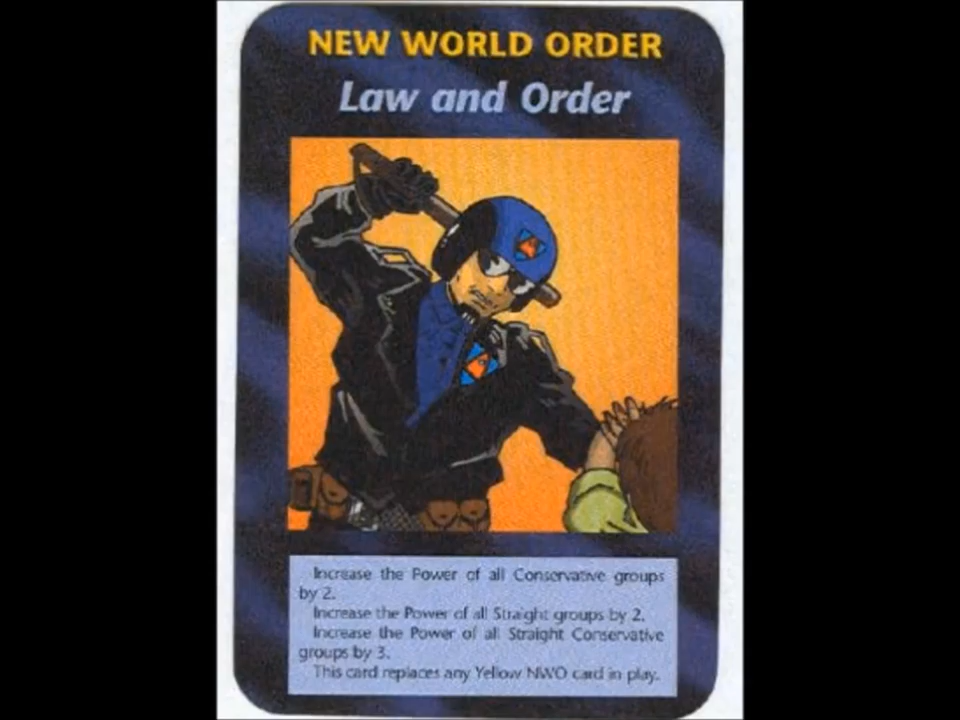 NEW WORLD ORDER
Law and Order
Increase the Power of all Conservative groups
by 2.
Increase the Power of all Straight groups by 2.
Increase the Power of all Straight Conservative
groups by 3.
This card replaces any Yellow NWO card in play.